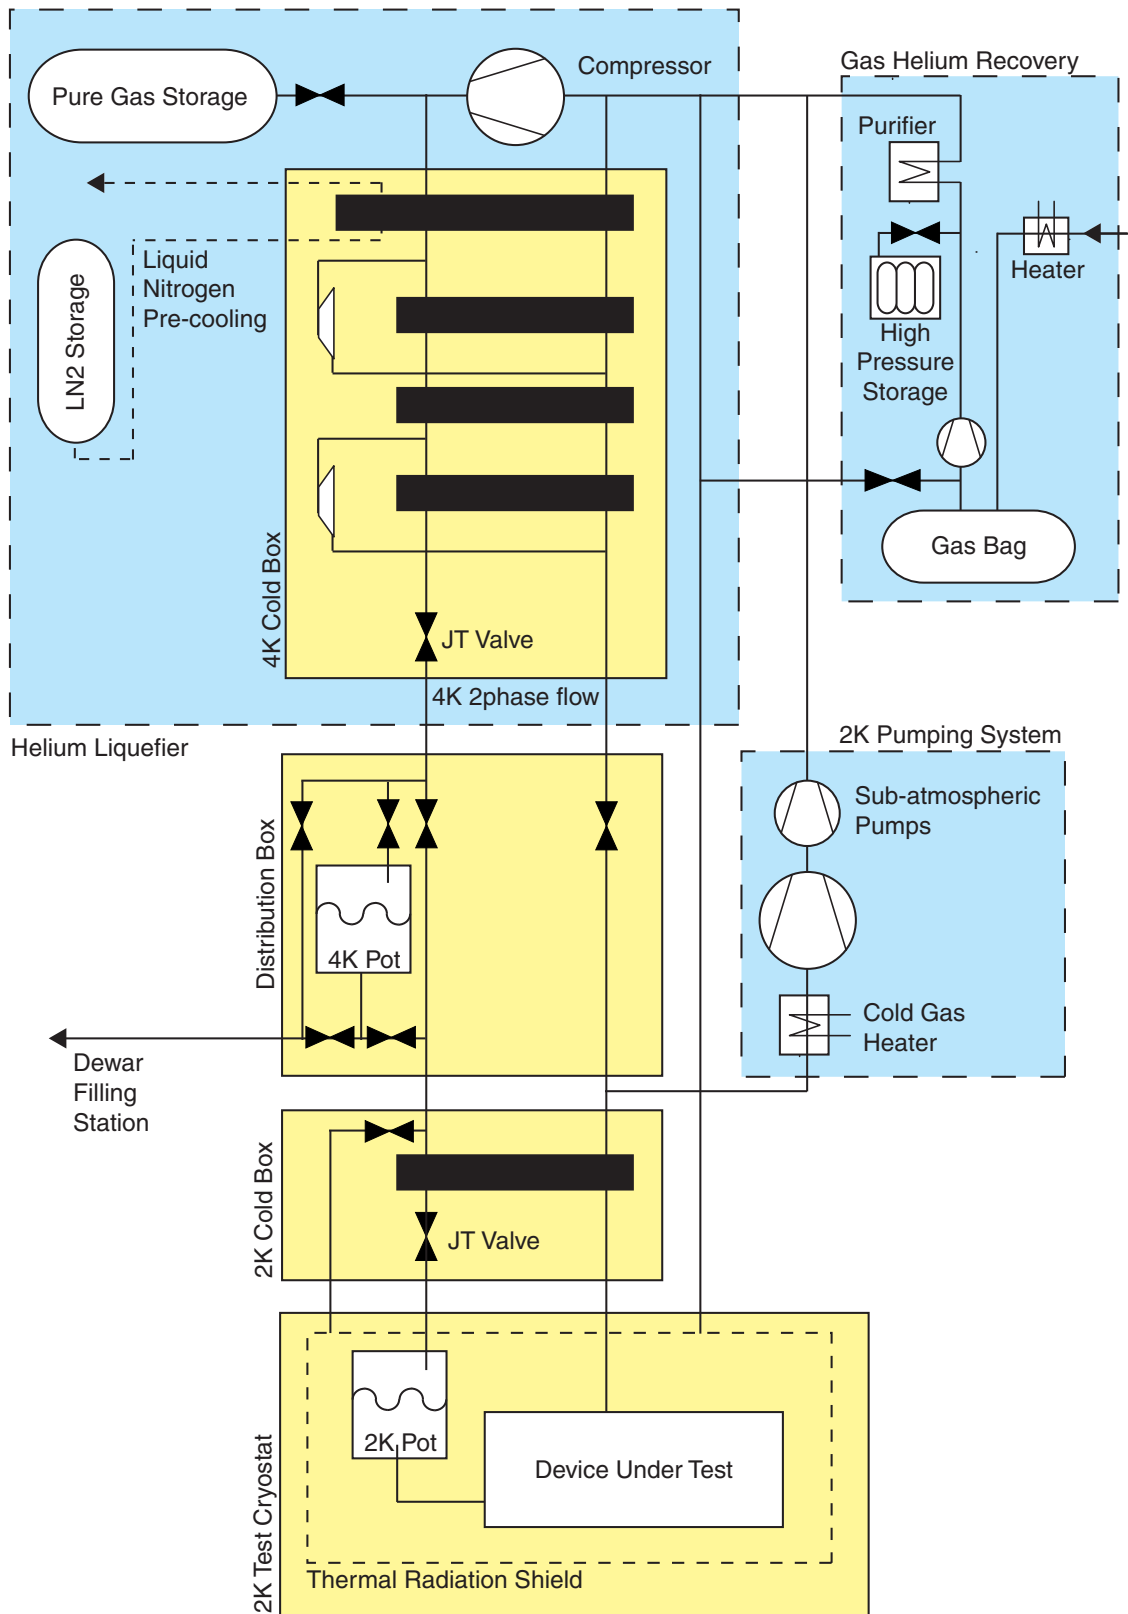 Compressor
Gas Helium Recovery
Pure Gas Storage
Purifier
Liquid
Nitrogen
Pre-cooling
LN2 Storage
Heater
High
Pressure
Storage
Gas Bag
4K Cold Box
JT Valve
4K 2phase flow
Helium Liquefier
2K Pumping System
Sub-atmospheric
Pumps
Distribution Box
4K Pot
Cold Gas
Heater
Dewar
Filling
Station
2K Cold Box
JT Valve
2K Pot
Device Under Test
2K Test Cryostat
Thermal Radiation Shield